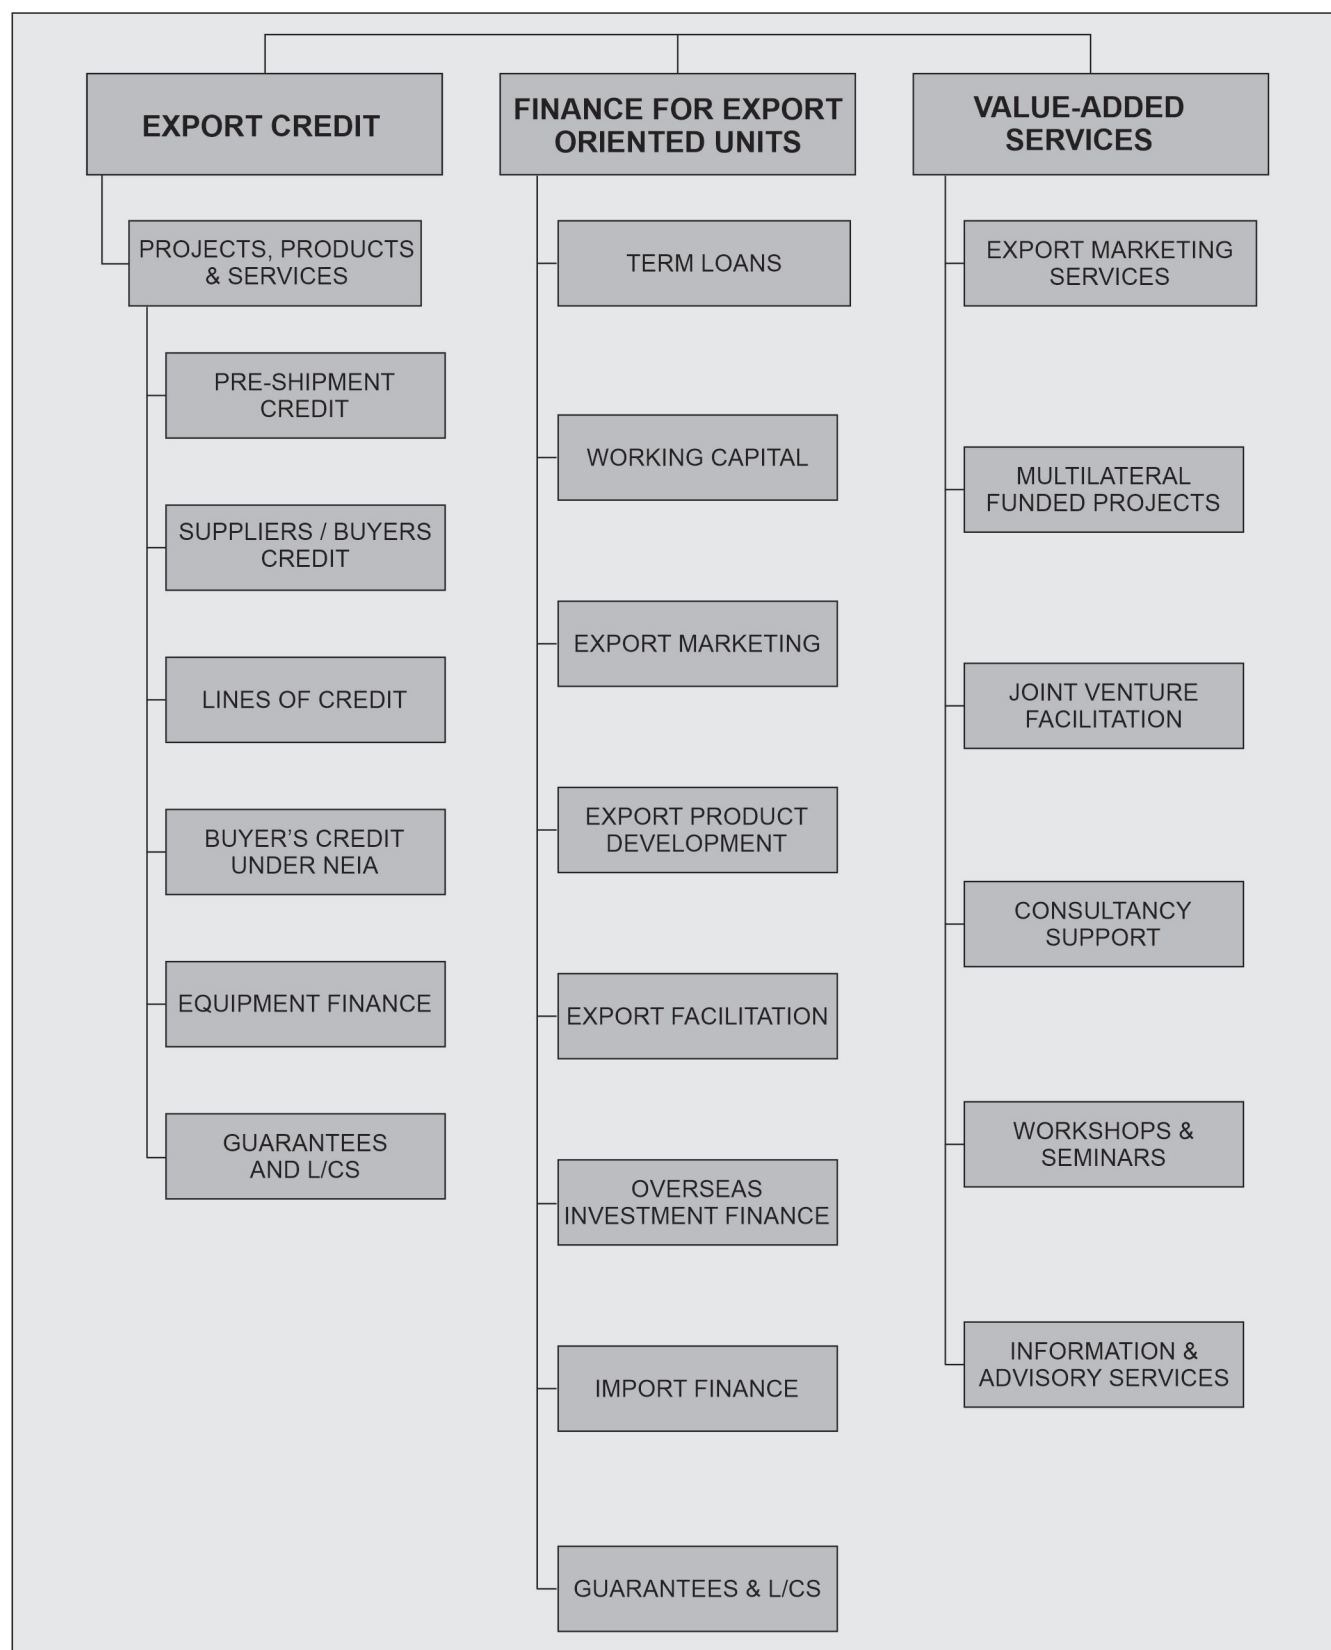 EXPORT CREDIT
PROJECTS, PRODUCTS
& SERVICES
PRE-SHIPMENT
CREDIT
SUPPLIERS / BUYERS
CREDIT
LINES OF CREDIT
BUYER’S CREDIT
UNDER NEIA
EQUIPMENT FINANCE
GUARANTEES
AND L/CS
FINANCE FOR EXPORT
ORIENTED UNITS
TERM LOANS
WORKING CAPITAL
EXPORT MARKETING
EXPORT PRODUCT
DEVELOPMENT
EXPORT FACILITATION
OVERSEAS
INVESTMENT FINANCE
IMPORT FINANCE
GUARANTEES & L/CS
VALUE-ADDED
SERVICES
EXPORT MARKETING
SERVICES
MULTILATERAL
FUNDED PROJECTS
JOINT VENTURE
FACILITATION
CONSULTANCY
SUPPORT
WORKSHOPS &
SEMINARS
INFORMATION &
ADVISORY SERVICES